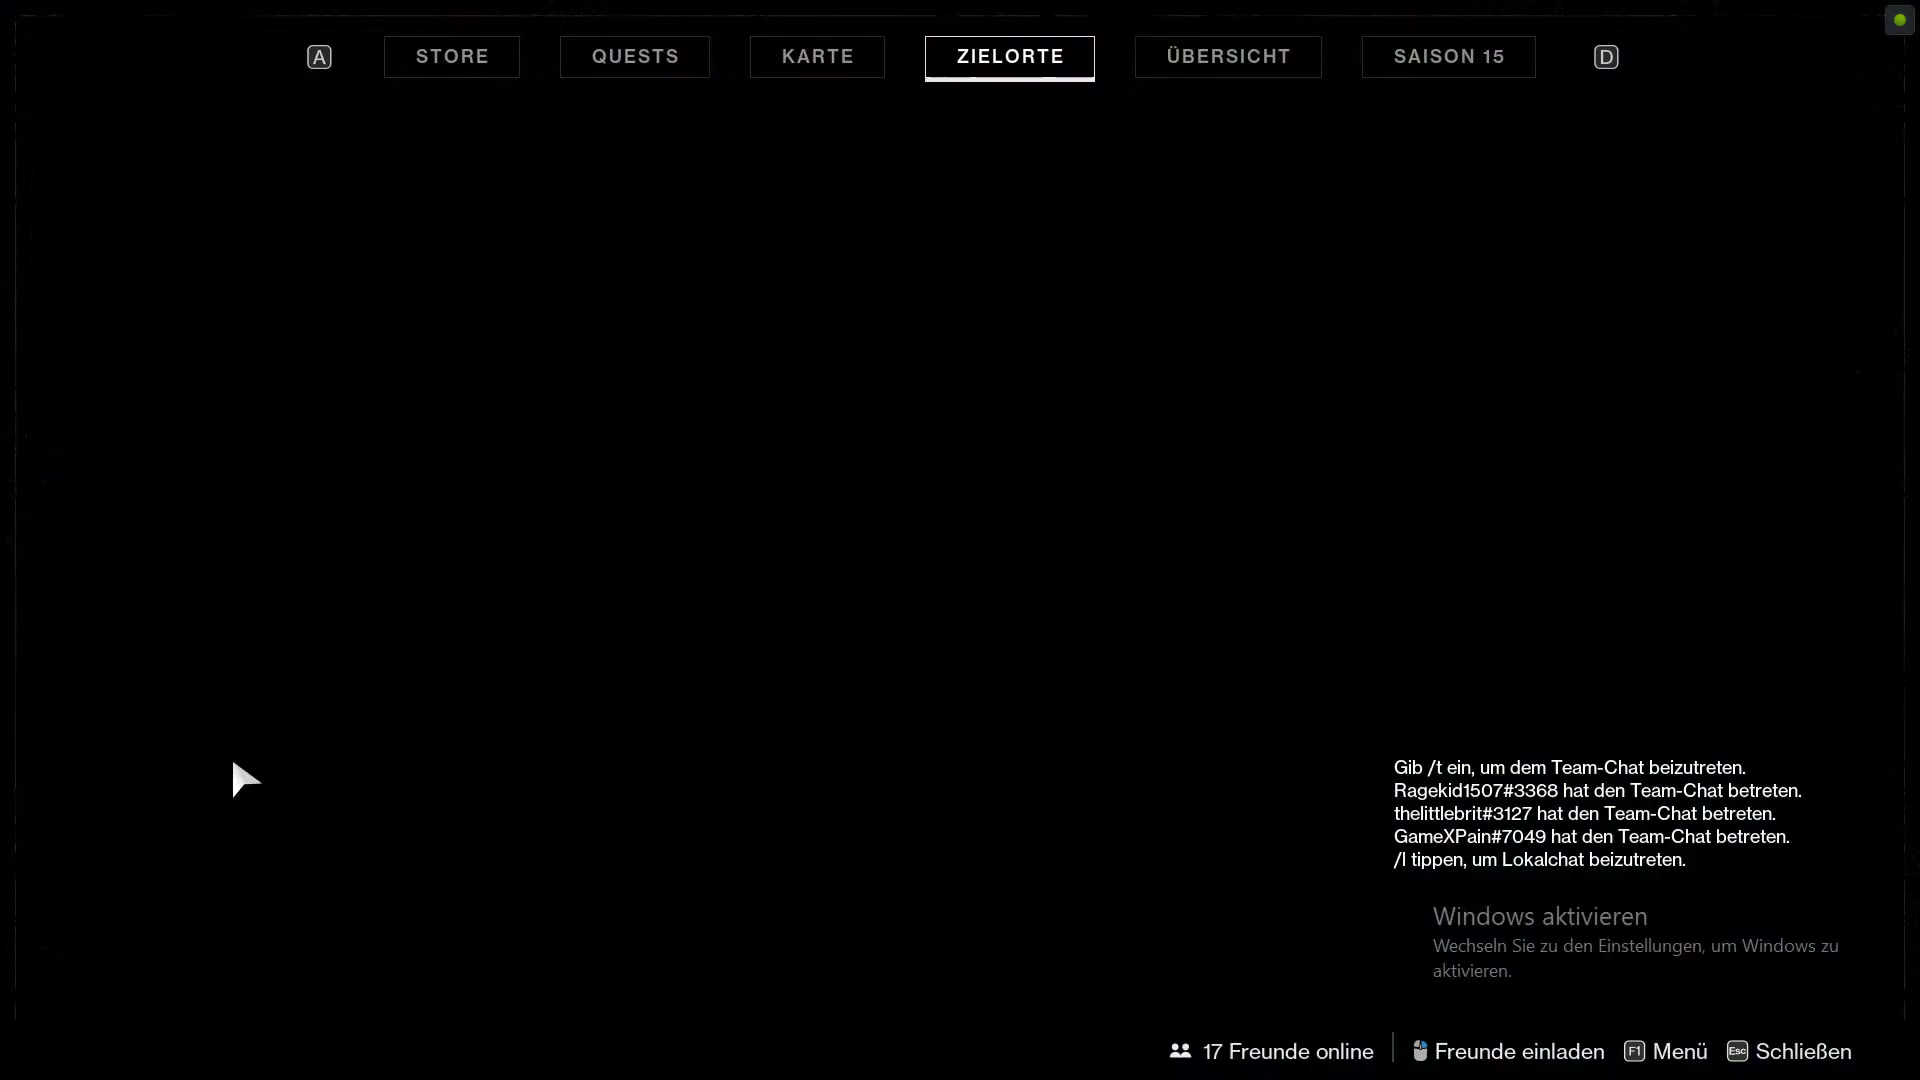 A
STORE
QUESTS
KARTE
ZIELORTE
ÜBERSICHT
SAISON 15
D
Gib /t ein, um dem Team-Chat beizutreten.
Ragekid1507#3368 hat den Team-Chat betreten.
thelittlebrit#3127 hat den Team-Chat betreten.
GameXPain#7049 hat den Team-Chat betreten.
/l tippen, um Lokalchat beizutreten.
Windows aktivieren
Wechseln Sie zu den Einstellungen, um Windows zu
aktivieren.
17 Freunde online
Freunde einladen
F1 Menü
Esc Schließen